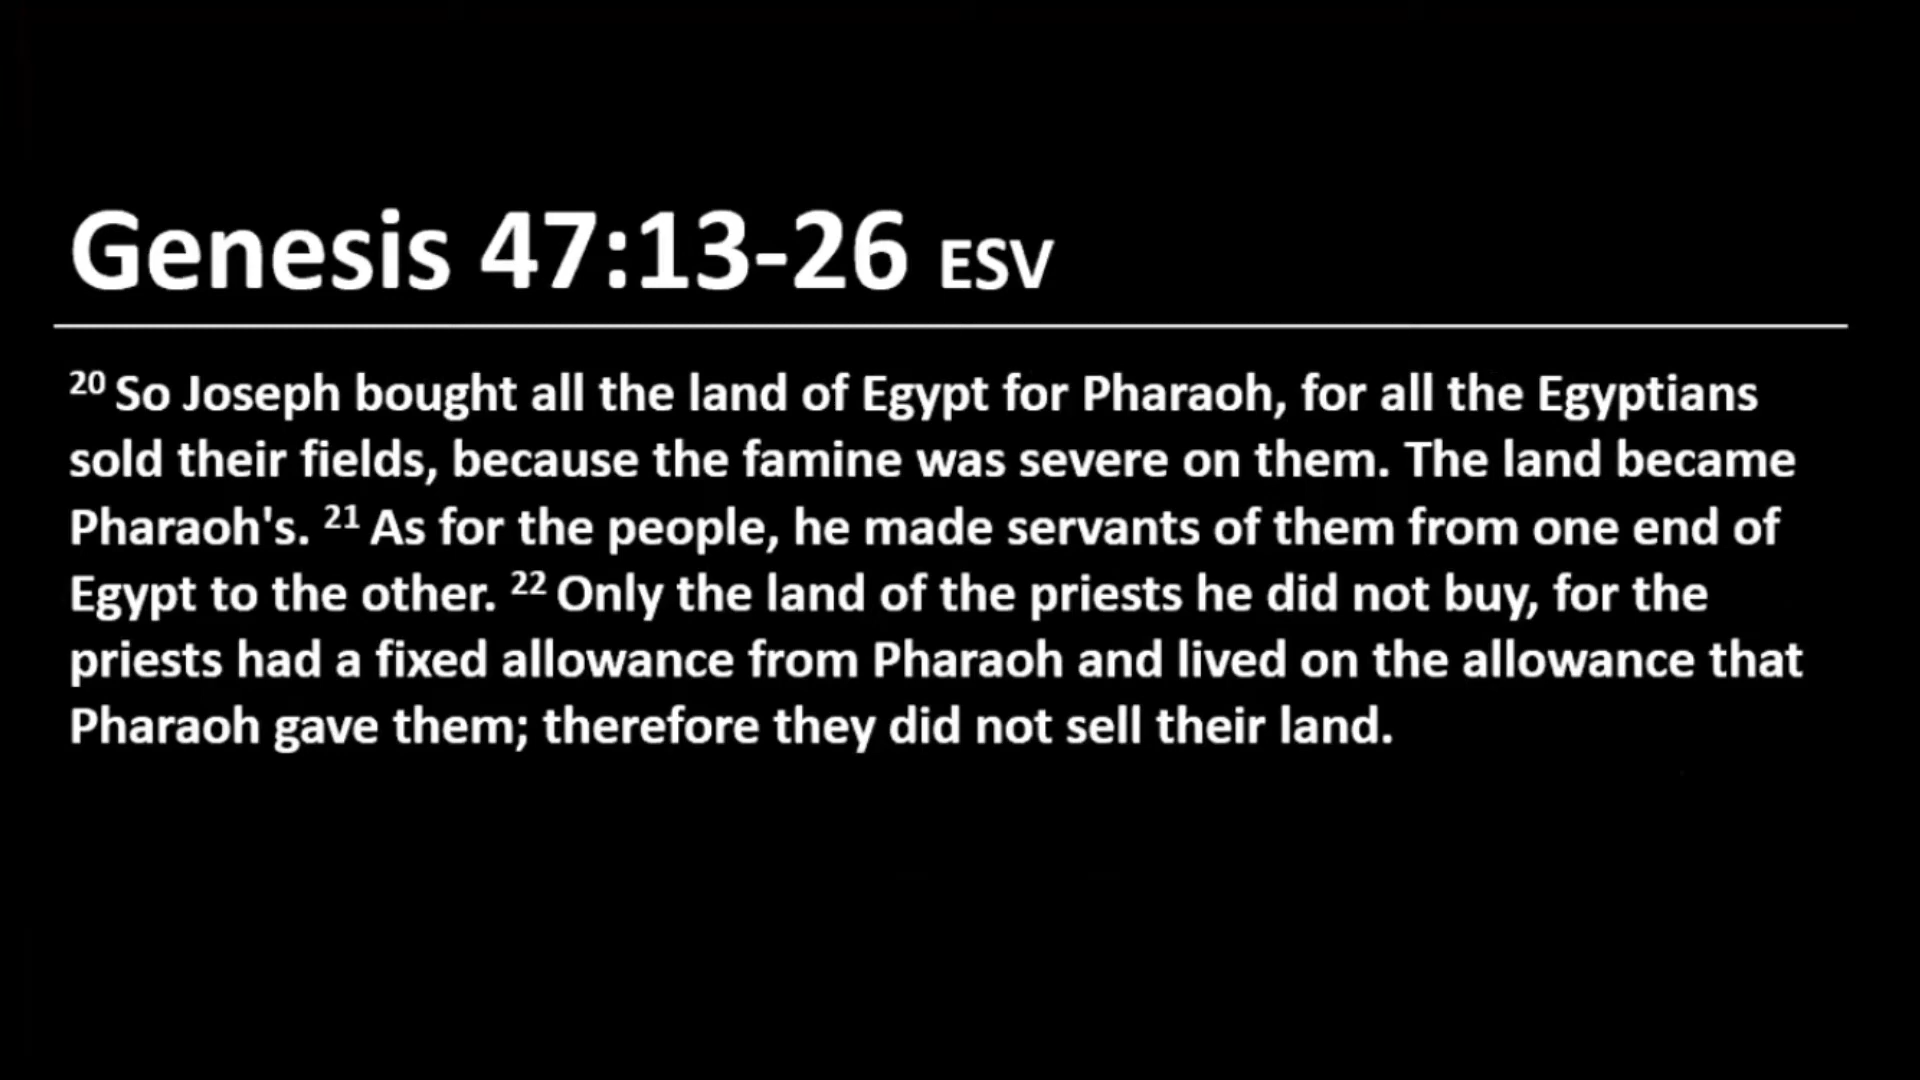 Genesis 47:13-26 ESV
20 So Joseph bought all the land of Egypt for Pharaoh, for all the Egyptians
sold their fields, because the famine was severe on them. The land became
Pharaoh's. 21 As for the people, he made servants of them from one end of
Egypt to the other. 22 Only the land of the priests he did not buy, for the
priests had a fixed allowance from Pharaoh and lived on the allowance that
Pharaoh gave them; therefore they did not sell their land.